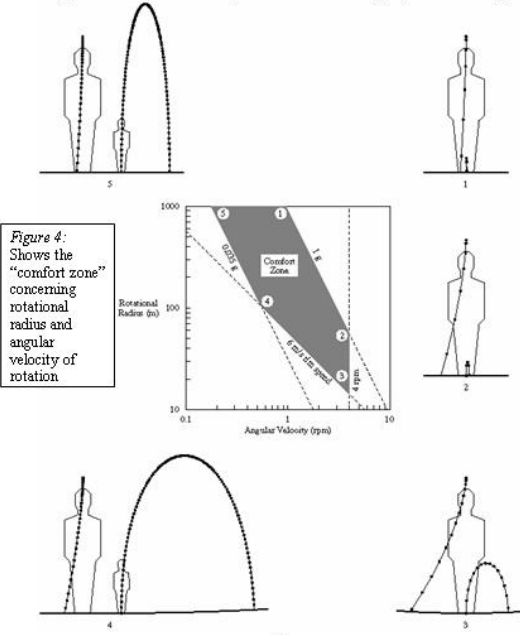 5
1
Figure 4:
Shows the
“comfort zone”
concerning
rotational
radius and
angular
velocity of
rotation
Rotational
Radius (m)
1000
100
10
0.1
1
10
Angular Velocity (rpm)
5
1
0.035 g
1 g
Comfort
Zone
4
2
3
6 m/s rim speed
4 rpm
2
4
3